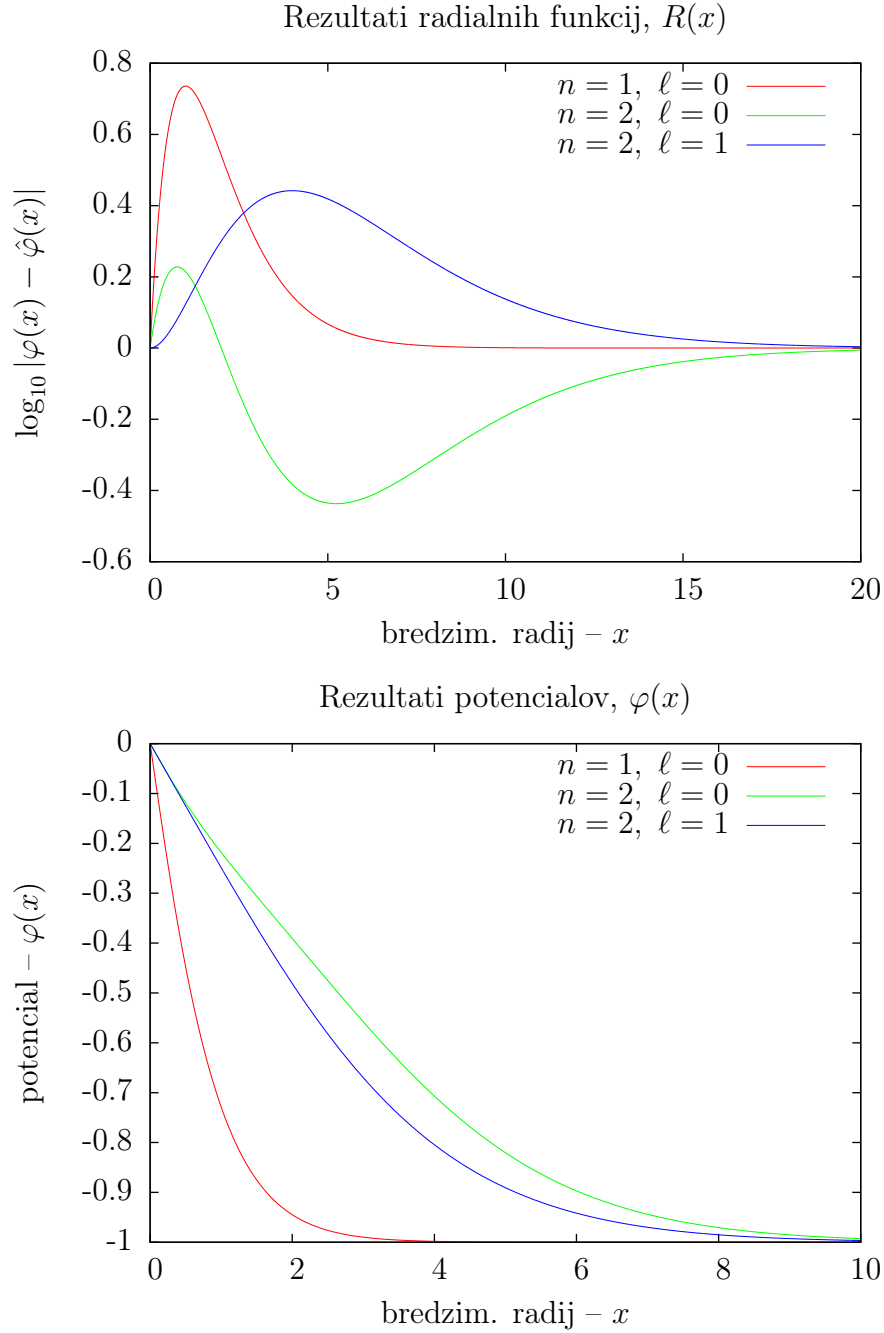 Rezultati radialnih funkcij, R(x)
0.8
0.6
0.4
0.2
0
-0.2
-0.4
-0.6
log₁₀ |φ(x) − φ̂(x)|
n = 1, ℓ = 0
n = 2, ℓ = 0
n = 2, ℓ = 1
0 5 10 15 20
bredzim. radij – x
Rezultati potencialov, φ(x)
0
-0.1
-0.2
-0.3
-0.4
-0.5
-0.6
-0.7
-0.8
-0.9
-1
potencial – φ(x)
n = 1, ℓ = 0
n = 2, ℓ = 0
n = 2, ℓ = 1
0 2 4 6 8 10
bredzim. radij – x